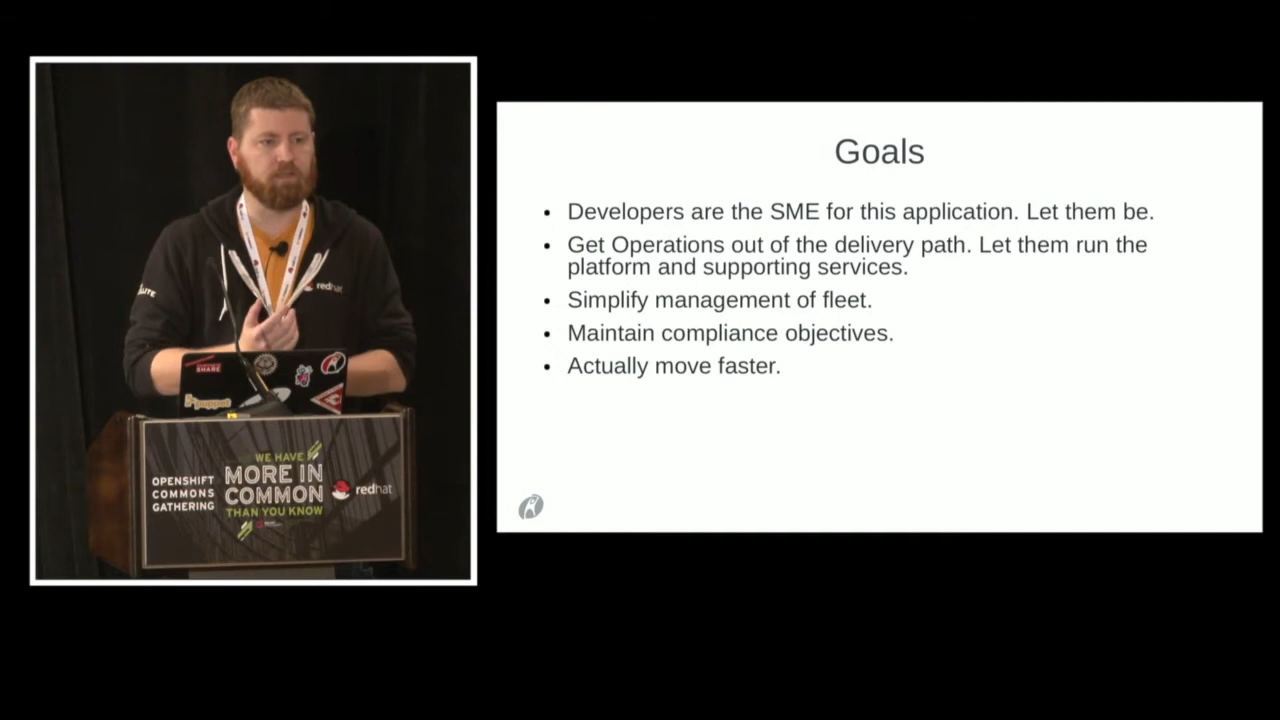 redhat
SHARE
puppet
OPENSHIFT
COMMONS
GATHERING
WE HAVE
MORE IN
COMMON
THAN YOU KNOW
redhat
Goals
• Developers are the SME for this application. Let them be.
• Get Operations out of the delivery path. Let them run the
platform and supporting services.
• Simplify management of fleet.
• Maintain compliance objectives.
• Actually move faster.